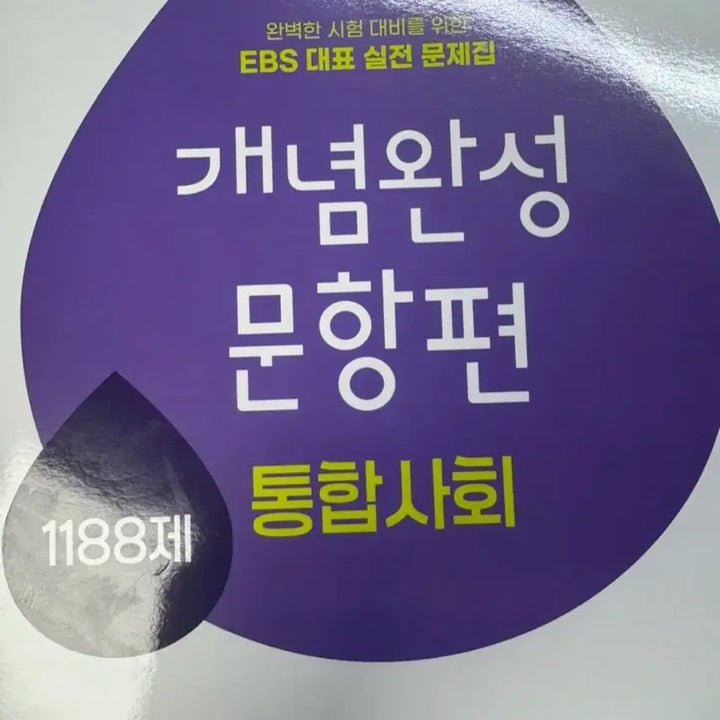 완벽한 시험 대비를 위한
EBS 대표 실전 문제집
개념완성
문항편
통합사회
1188제